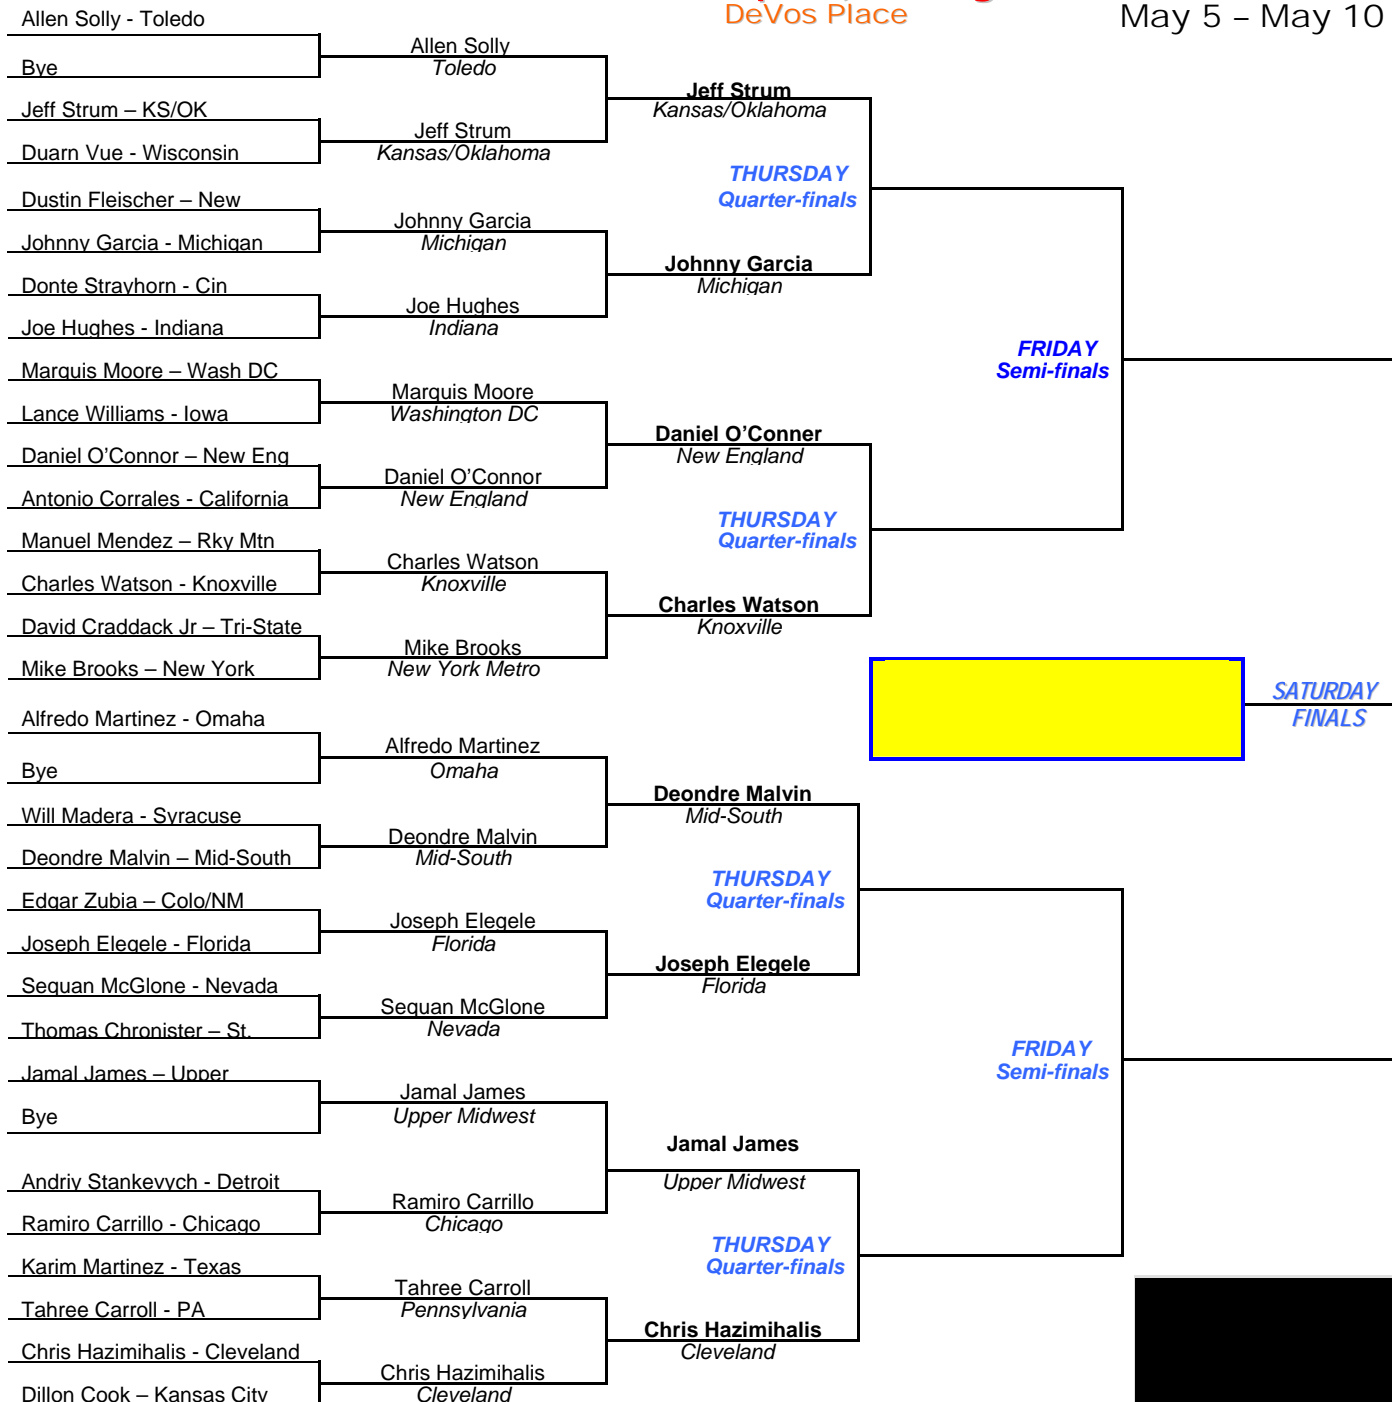 DeVos Place
May 5 – May 10
Allen Solly - Toledo
Bye
Jeff Strum – KS/OK
Duarn Vue - Wisconsin
Dustin Fleischer – New
Johnny Garcia - Michigan
Donte Strayhorn - Cin
Joe Hughes - Indiana
Marquis Moore – Wash DC
Lance Williams - Iowa
Daniel O’Connor – New Eng
Antonio Corrales - California
Manuel Mendez – Rky Mtn
Charles Watson - Knoxville
David Craddack Jr – Tri-State
Mike Brooks – New York
Alfredo Martinez - Omaha
Bye
Will Madera - Syracuse
Deondre Malvin – Mid-South
Edgar Zubia – Colo/NM
Joseph Elegele - Florida
Sequan McGlone - Nevada
Thomas Chronister – St.
Jamal James – Upper
Bye
Andriy Stankevych - Detroit
Ramiro Carrillo - Chicago
Karim Martinez - Texas
Tahree Carroll - PA
Chris Hazimihalis - Cleveland
Dillon Cook – Kansas City
Allen Solly
Toledo
Jeff Strum
Kansas/Oklahoma
Johnny Garcia
Michigan
Joe Hughes
Indiana
Marquis Moore
Washington DC
Daniel O’Connor
New England
Charles Watson
Knoxville
Mike Brooks
New York Metro
Alfredo Martinez
Omaha
Deondre Malvin
Mid-South
Joseph Elegele
Florida
Sequan McGlone
Nevada
Jamal James
Upper Midwest
Ramiro Carrillo
Chicago
Tahree Carroll
Pennsylvania
Chris Hazimihalis
Cleveland
Jeff Strum
Kansas/Oklahoma
THURSDAY
Quarter-finals
Johnny Garcia
Michigan
Daniel O’Conner
New England
THURSDAY
Quarter-finals
Charles Watson
Knoxville
Deondre Malvin
Mid-South
THURSDAY
Quarter-finals
Joseph Elegele
Florida
Jamal James
Upper Midwest
THURSDAY
Quarter-finals
Chris Hazimihalis
Cleveland
FRIDAY
Semi-finals
SATURDAY
FINALS
FRIDAY
Semi-finals